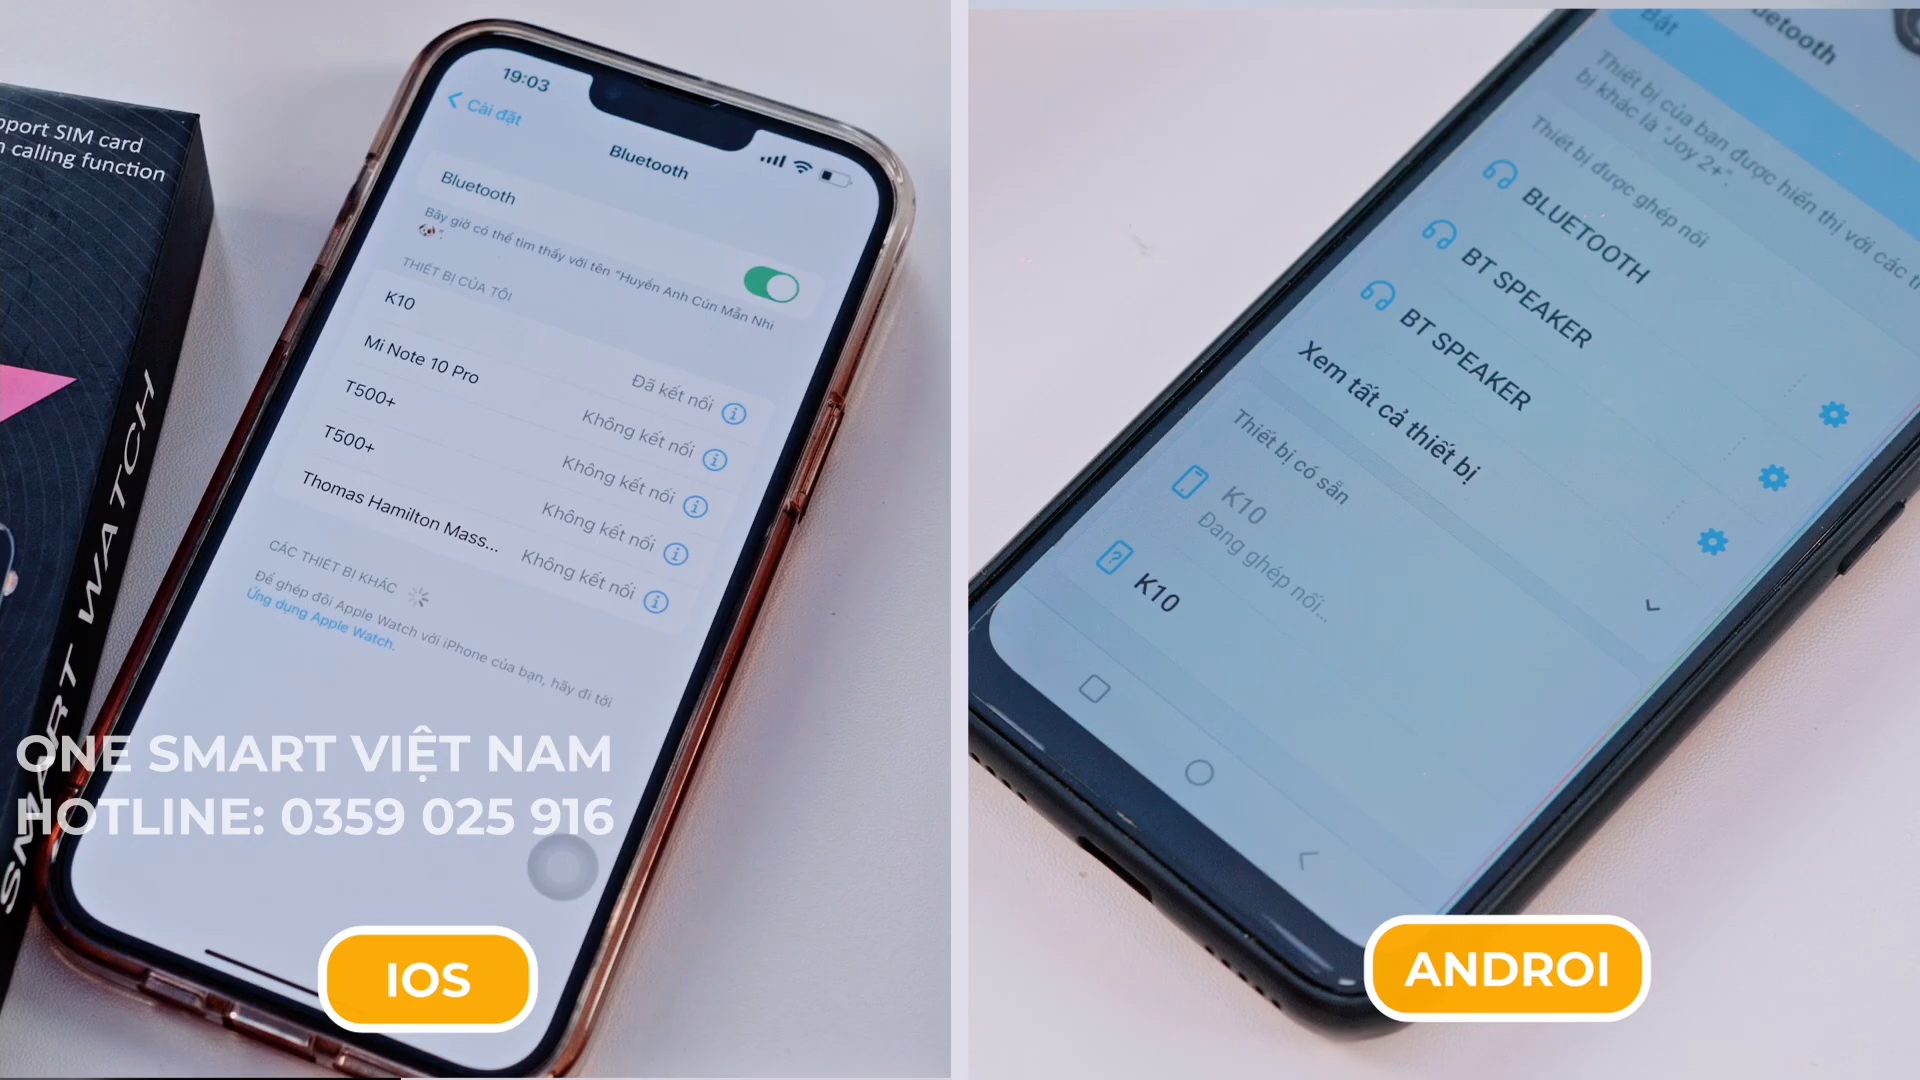 pport SIM card
n calling function
SMART WATCH
19:03
Cài đặt
Bluetooth
Bluetooth
Bây giờ có thể tìm thấy với tên "Huyền Anh Cún Mẵn Nhi
".
THIẾT BỊ CỦA TÔI
K10 Đã kết nối
Mi Note 10 Pro Không kết nối
T500+ Không kết nối
T500+ Không kết nối
Thomas Hamilton Mass... Không kết nối
CÁC THIẾT BỊ KHÁC
Để ghép đôi Apple Watch với iPhone của bạn, hãy đi tới
Ứng dụng Apple Watch.
ONE SMART VIỆT NAM
HOTLINE: 0359 025 916
IOS
uetooth
Bật
Thiết bị của bạn được hiển thị với các th
bị khác là "Joy 2+".
Thiết bị được ghép nối
BLUETOOTH
BT SPEAKER
BT SPEAKER
Xem tất cả thiết bị
Thiết bị có sẵn
K10
Đang ghép nối...
K10
ANDROI